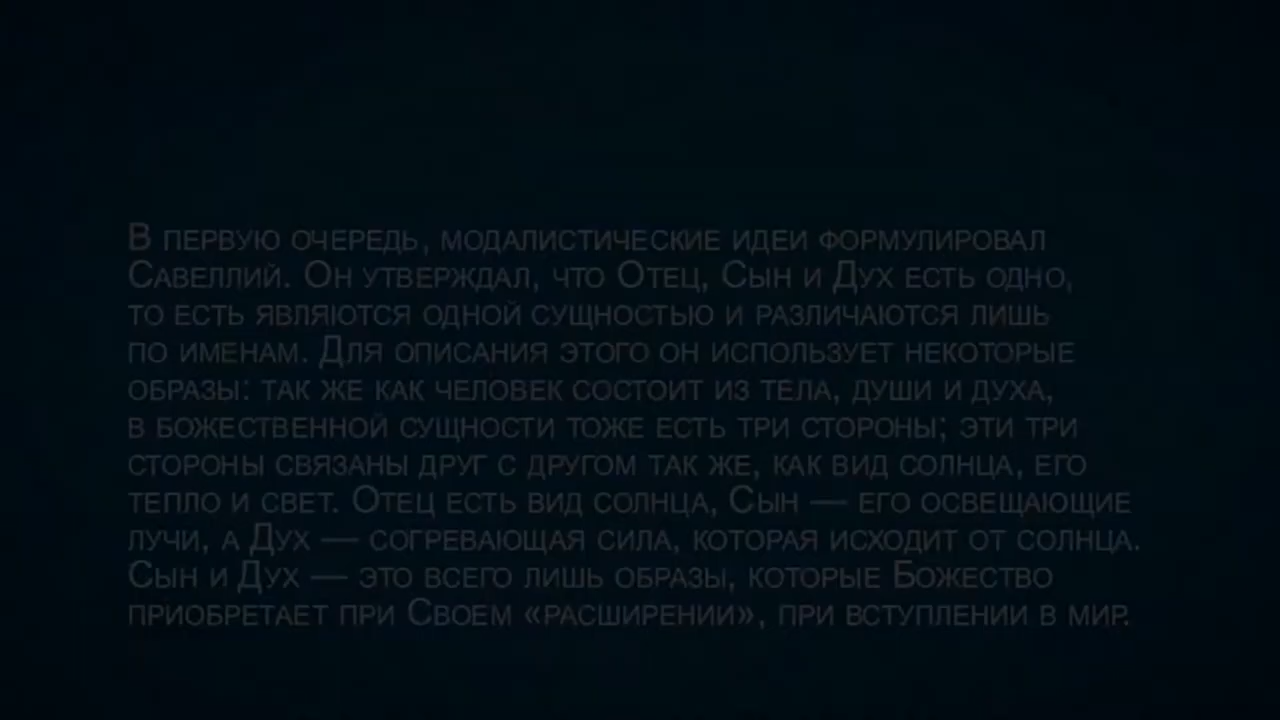 В первую очередь, модалистические идеи формулировал
Савеллий. Он утверждал, что Отец, Сын и Дух есть одно,
то есть являются одной сущностью и различаются лишь
по именам. Для описания этого он использует некоторые
образы: так же как человек состоит из тела, души и духа,
в божественной сущности тоже есть три стороны; эти три
стороны связаны друг с другом так же, как вид солнца, его
тепло и свет. Отец есть вид солнца, Сын — его освещающие
лучи, а Дух — согревающая сила, которая исходит от солнца.
Сын и Дух — это всего лишь образы, которые Божество
приобретает при Своем «расширении», при вступлении в мир.